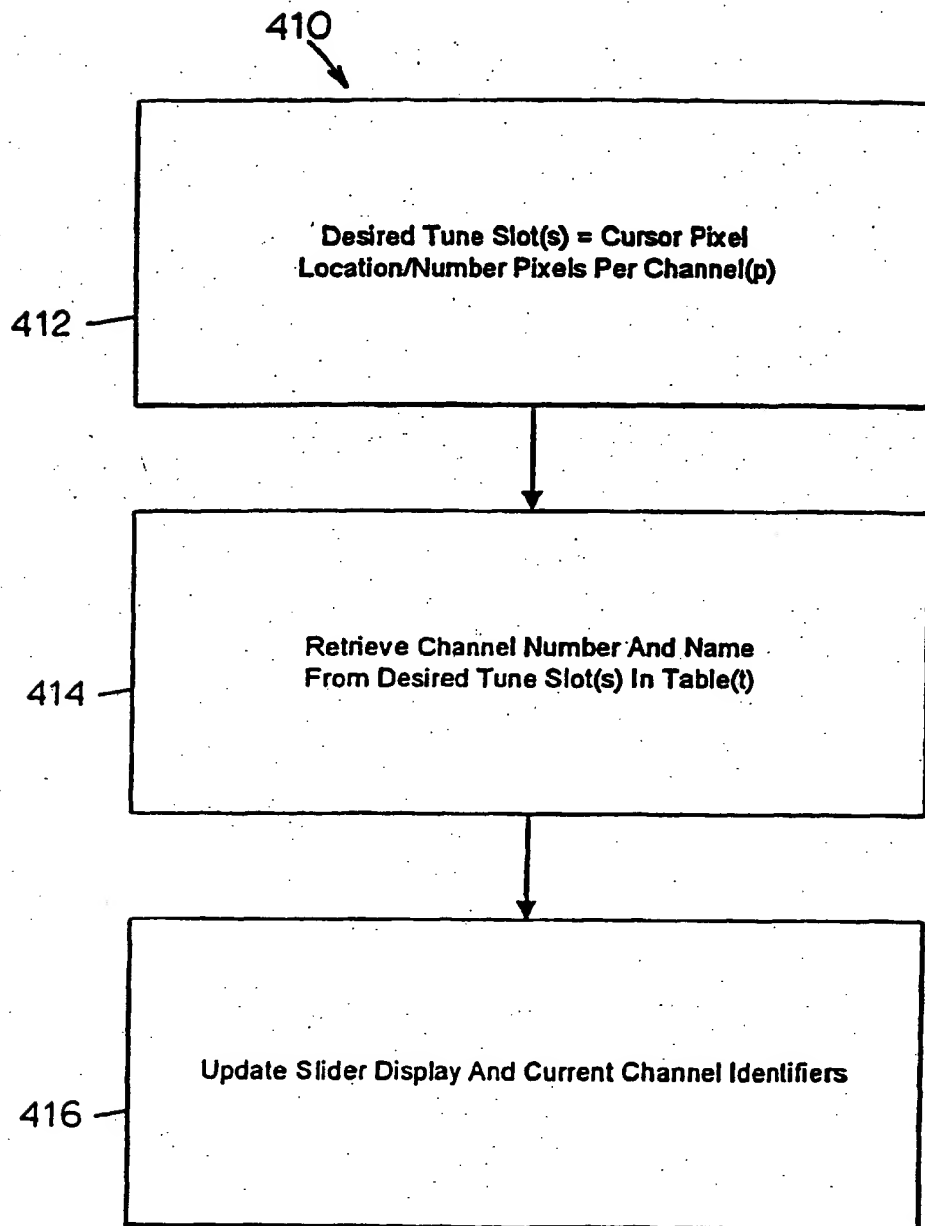 410
Desired Tune Slot(s) = Cursor Pixel
Location/Number Pixels Per Channel(p)
412
Retrieve Channel Number And Name
From Desired Tune Slot(s) In Table(t)
414
Update Slider Display And Current Channel Identifiers
416